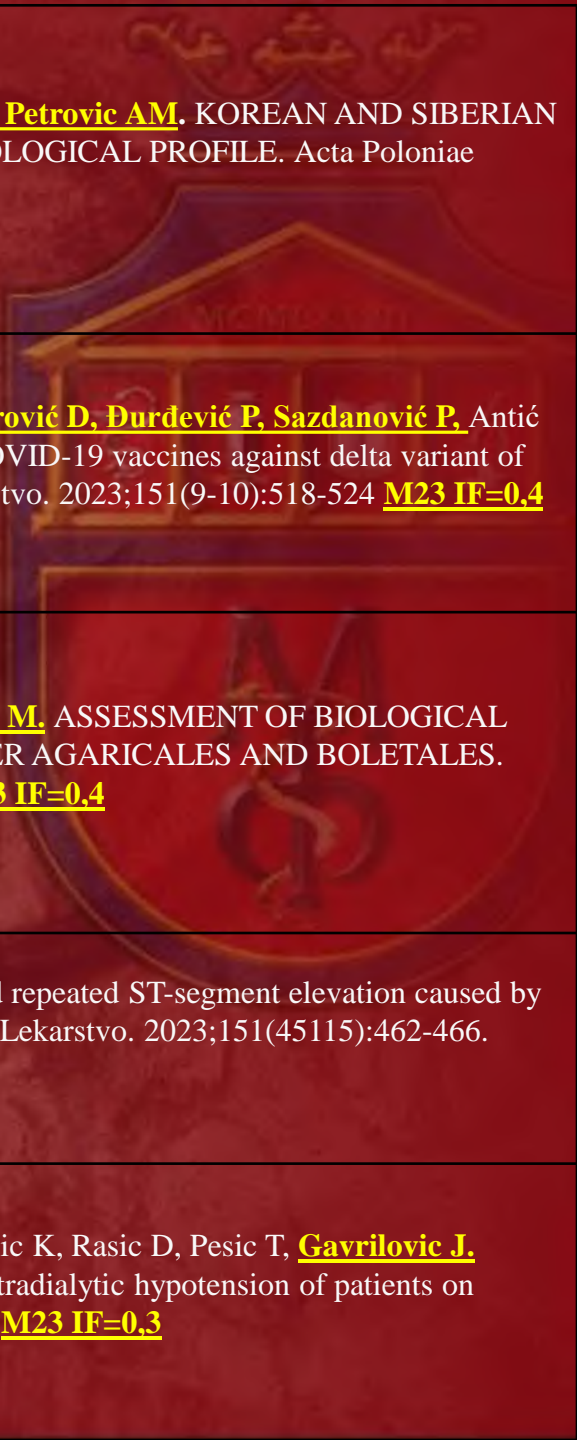 Petrovic AM. KOREAN AND SIBERIAN
OLOGICAL PROFILE. Acta Poloniae
rović D, Đurđević P, Sazdanović P, Antić
OVID-19 vaccines against delta variant of
tvo. 2023;151(9-10):518-524 M23 IF=0,4
M. ASSESSMENT OF BIOLOGICAL
ER AGARICALES AND BOLETALES.
3 IF=0,4
d repeated ST-segment elevation caused by
Lekarstvo. 2023;151(45115):462-466.
ic K, Rasic D, Pesic T, Gavrilovic J.
tradialytic hypotension of patients on
M23 IF=0,3